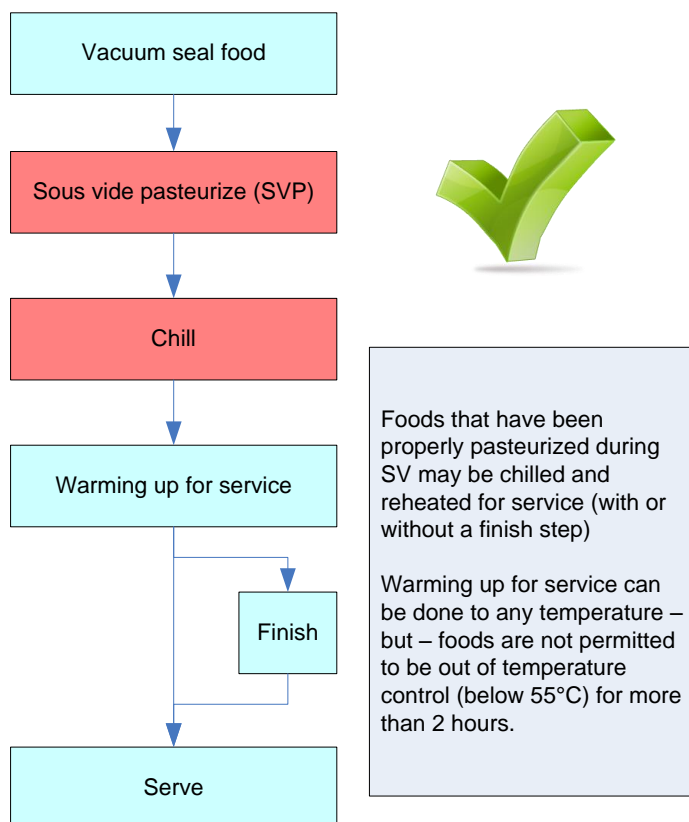 Vacuum seal food
Sous vide pasteurize (SVP)
Chill
Warming up for service
Finish
Serve
Foods that have been
properly pasteurized during
SV may be chilled and
reheated for service (with or
without a finish step)
Warming up for service can
be done to any temperature –
but – foods are not permitted
to be out of temperature
control (below 55°C) for more
than 2 hours.